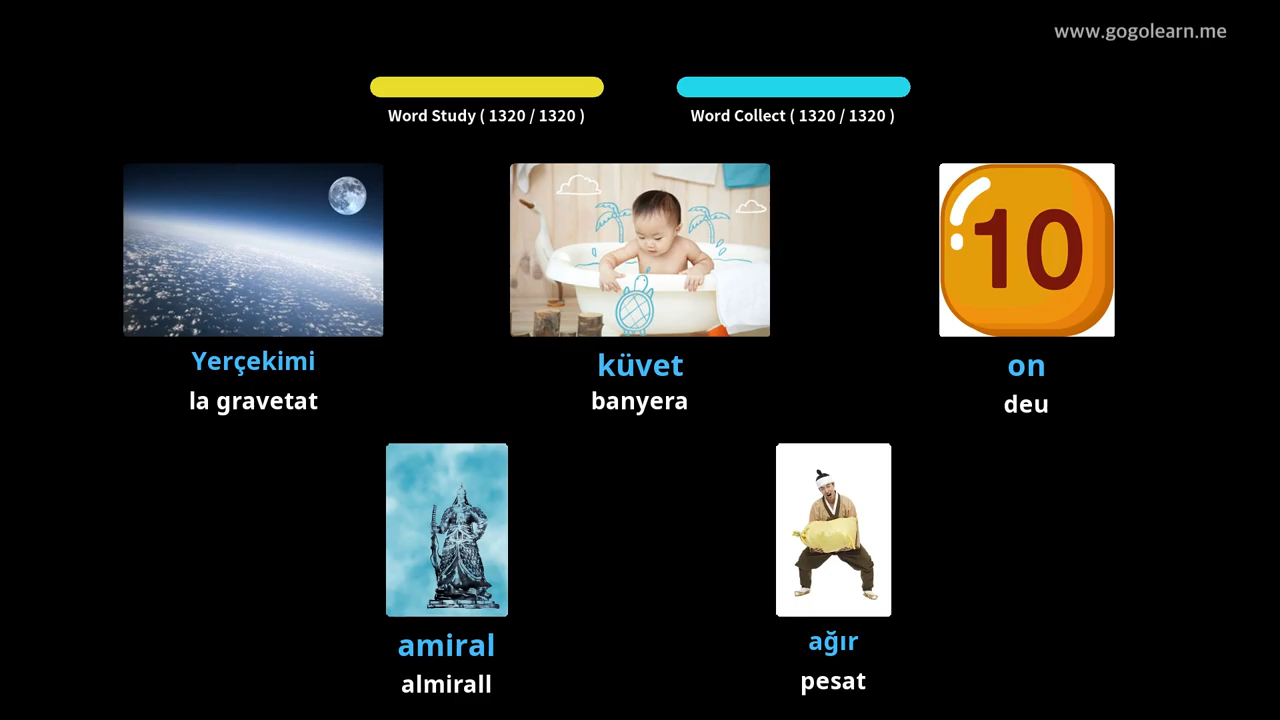 www.gogolearn.me
Word Study ( 1320 / 1320 )
Word Collect ( 1320 / 1320 )
10
Yerçekimi
la gravetat
küvet
banyera
on
deu
amiral
almirall
ağır
pesat